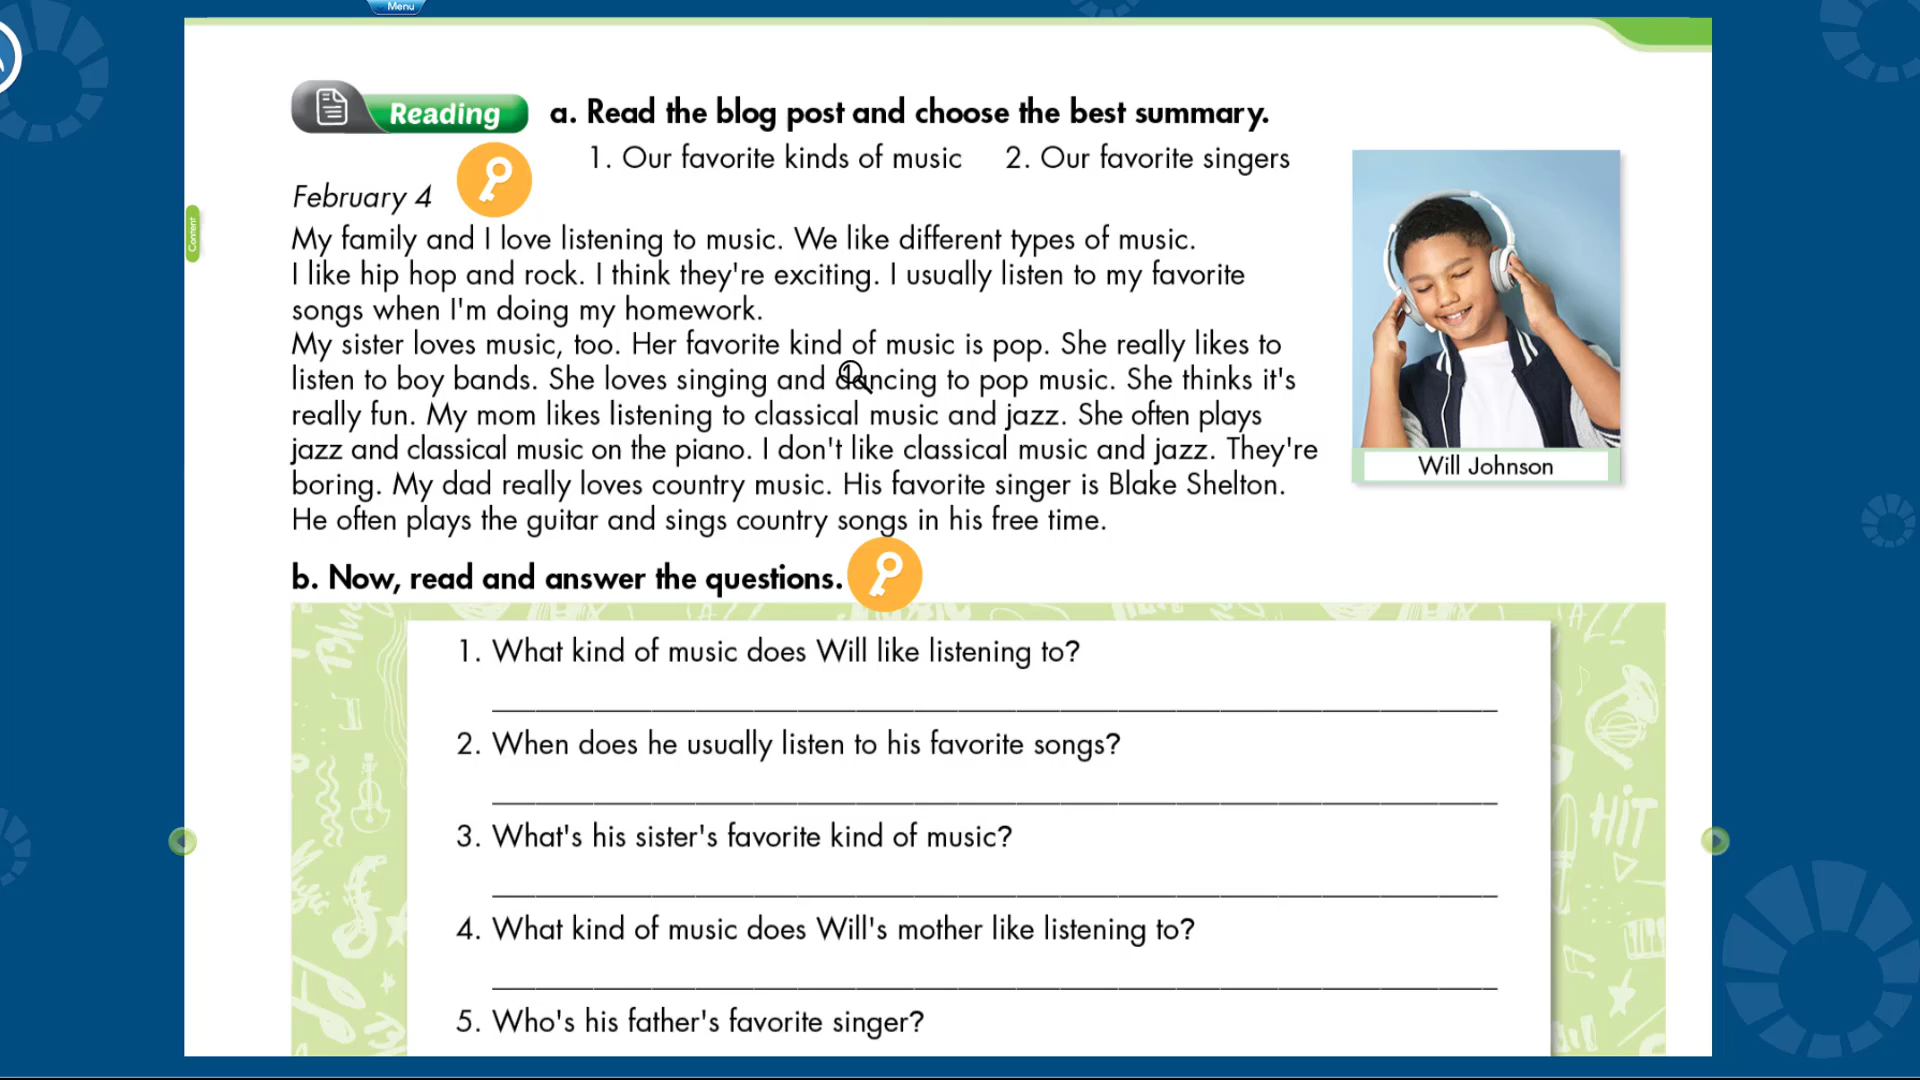 Menu
Reading
a. Read the blog post and choose the best summary.
1. Our favorite kinds of music 2. Our favorite singers
February 4
Content
My family and I love listening to music. We like different types of music.
I like hip hop and rock. I think they're exciting. I usually listen to my favorite
songs when I'm doing my homework.
My sister loves music, too. Her favorite kind of music is pop. She really likes to
listen to boy bands. She loves singing and dancing to pop music. She thinks it's
really fun. My mom likes listening to classical music and jazz. She often plays
jazz and classical music on the piano. I don't like classical music and jazz. They're
boring. My dad really loves country music. His favorite singer is Blake Shelton.
He often plays the guitar and sings country songs in his free time.
Will Johnson
b. Now, read and answer the questions.
1. What kind of music does Will like listening to?
2. When does he usually listen to his favorite songs?
3. What's his sister's favorite kind of music?
HiT
4. What kind of music does Will's mother like listening to?
5. Who's his father's favorite singer?